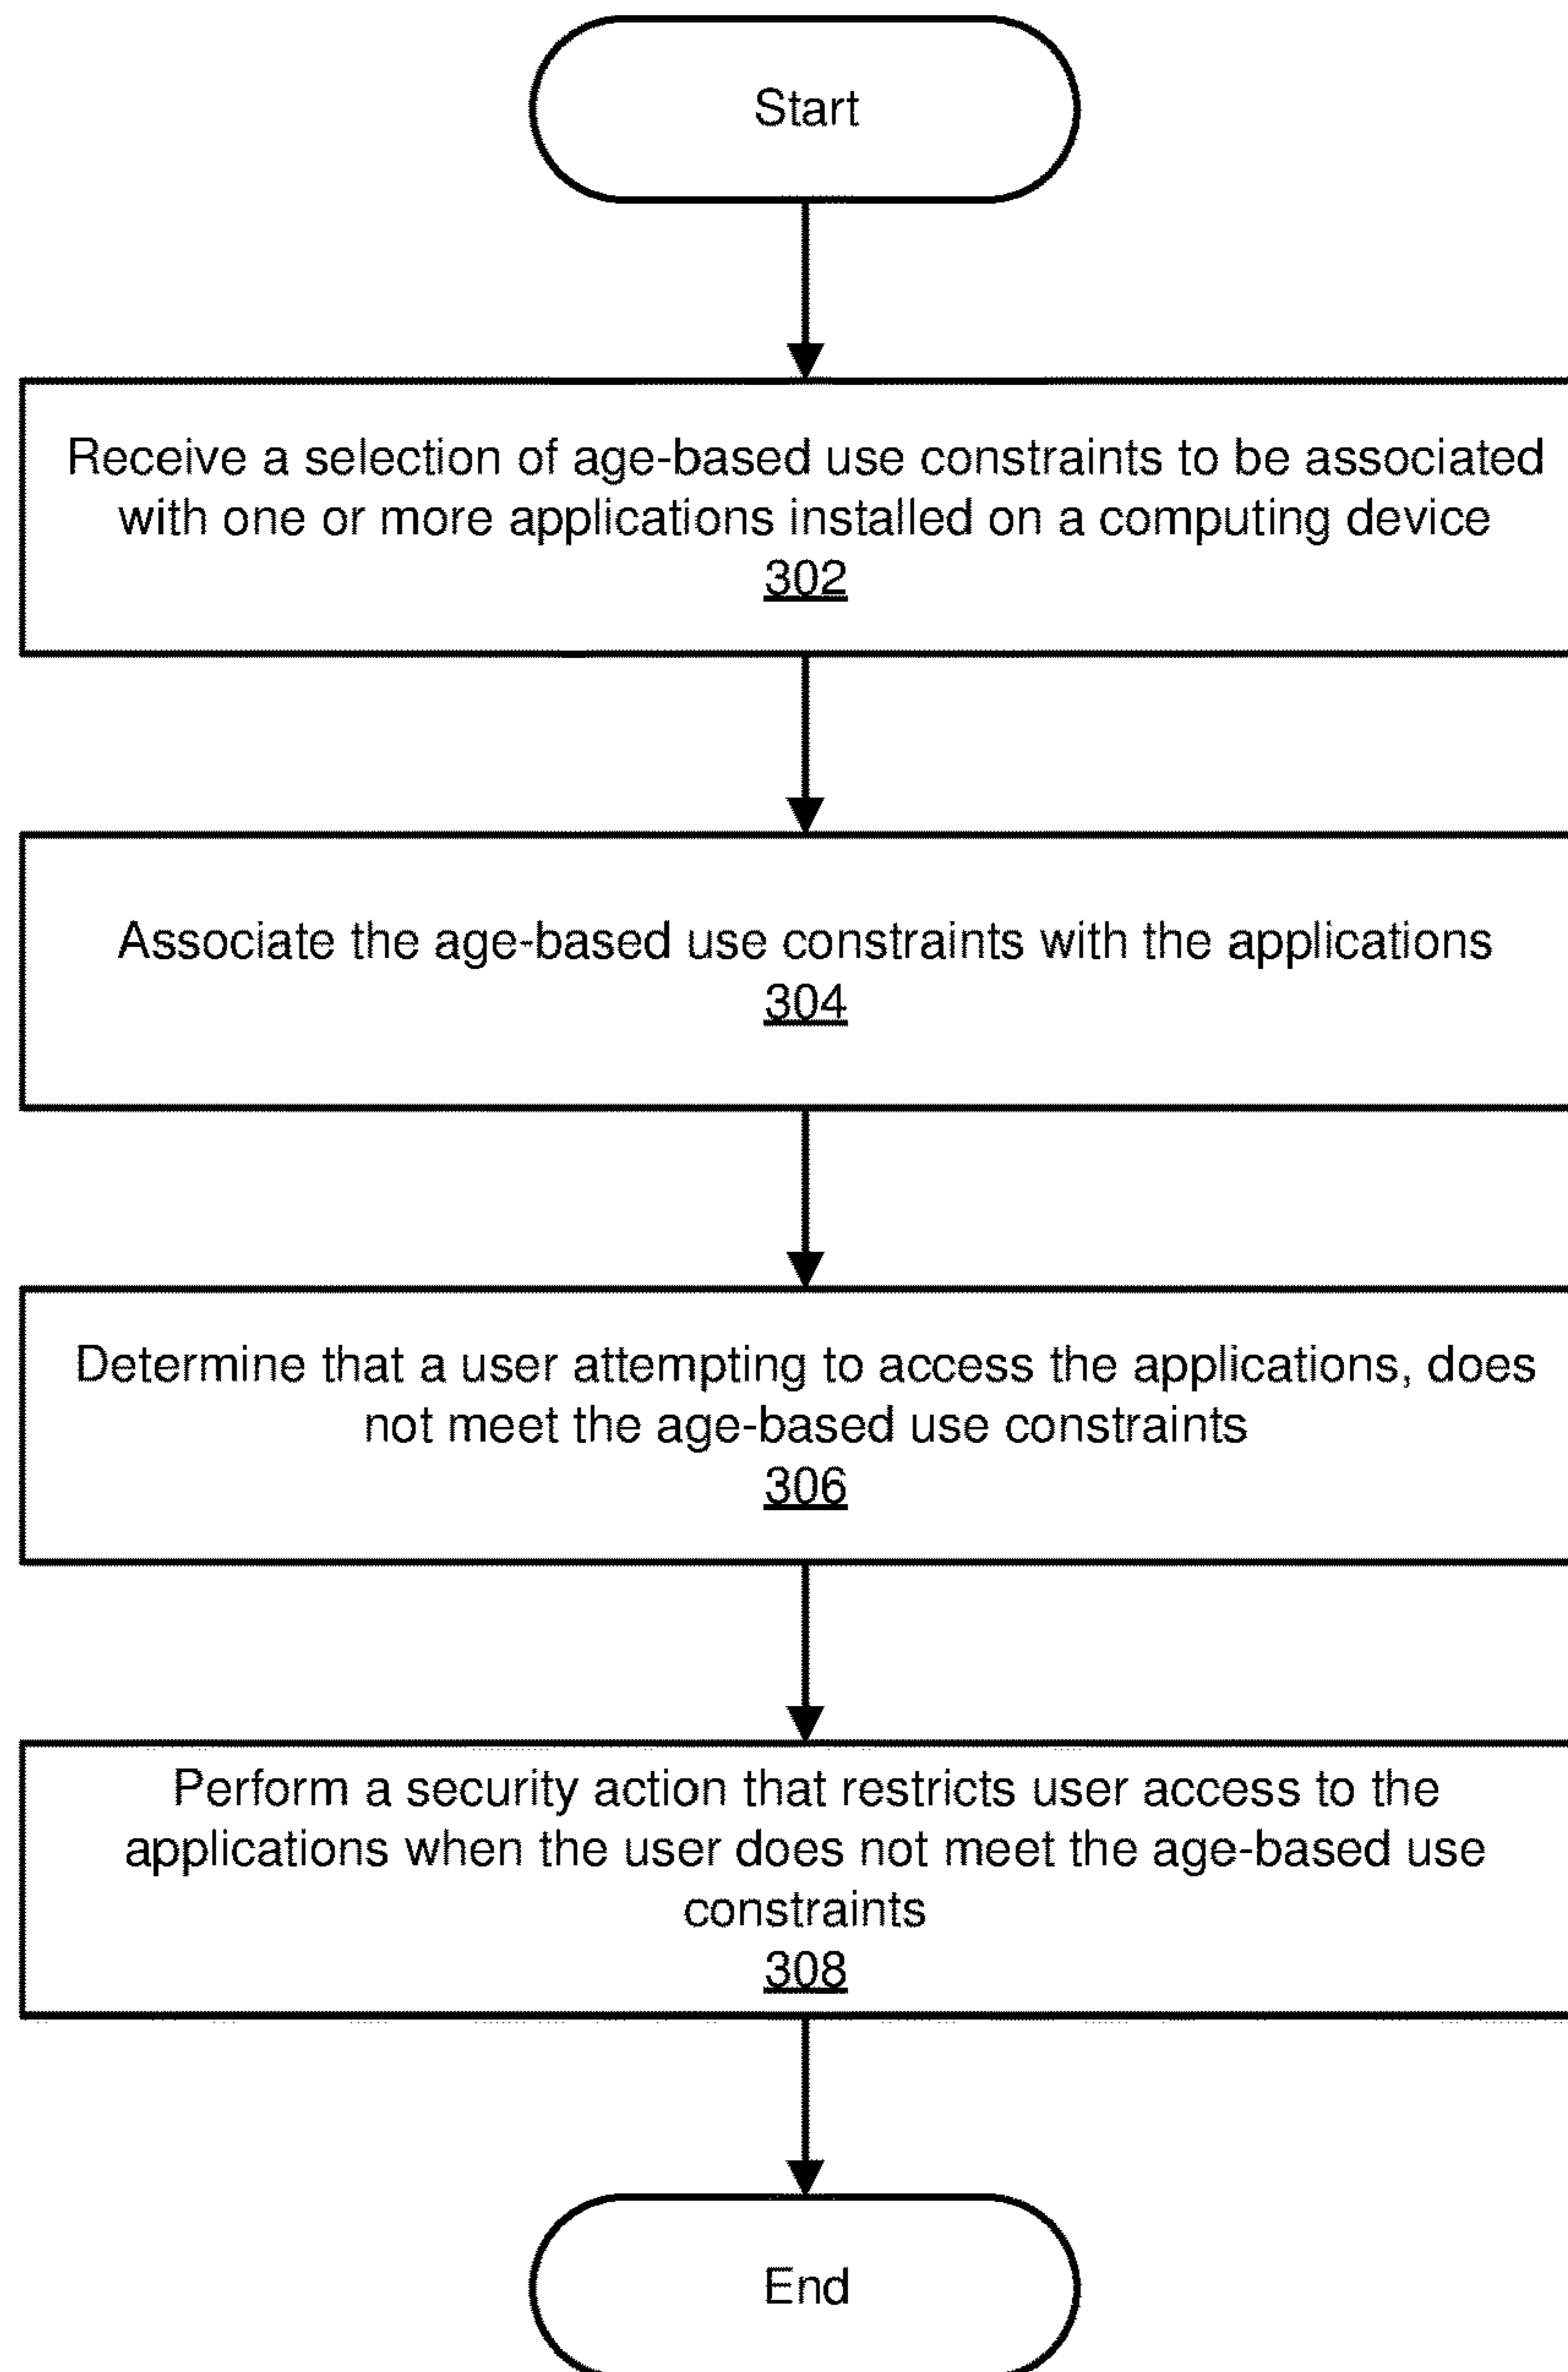 Start
Receive a selection of age-based use constraints to be associated
with one or more applications installed on a computing device
302
Associate the age-based use constraints with the applications
304
Determine that a user attempting to access the applications, does
not meet the age-based use constraints
306
Perform a security action that restricts user access to the
applications when the user does not meet the age-based use
constraints
308
End